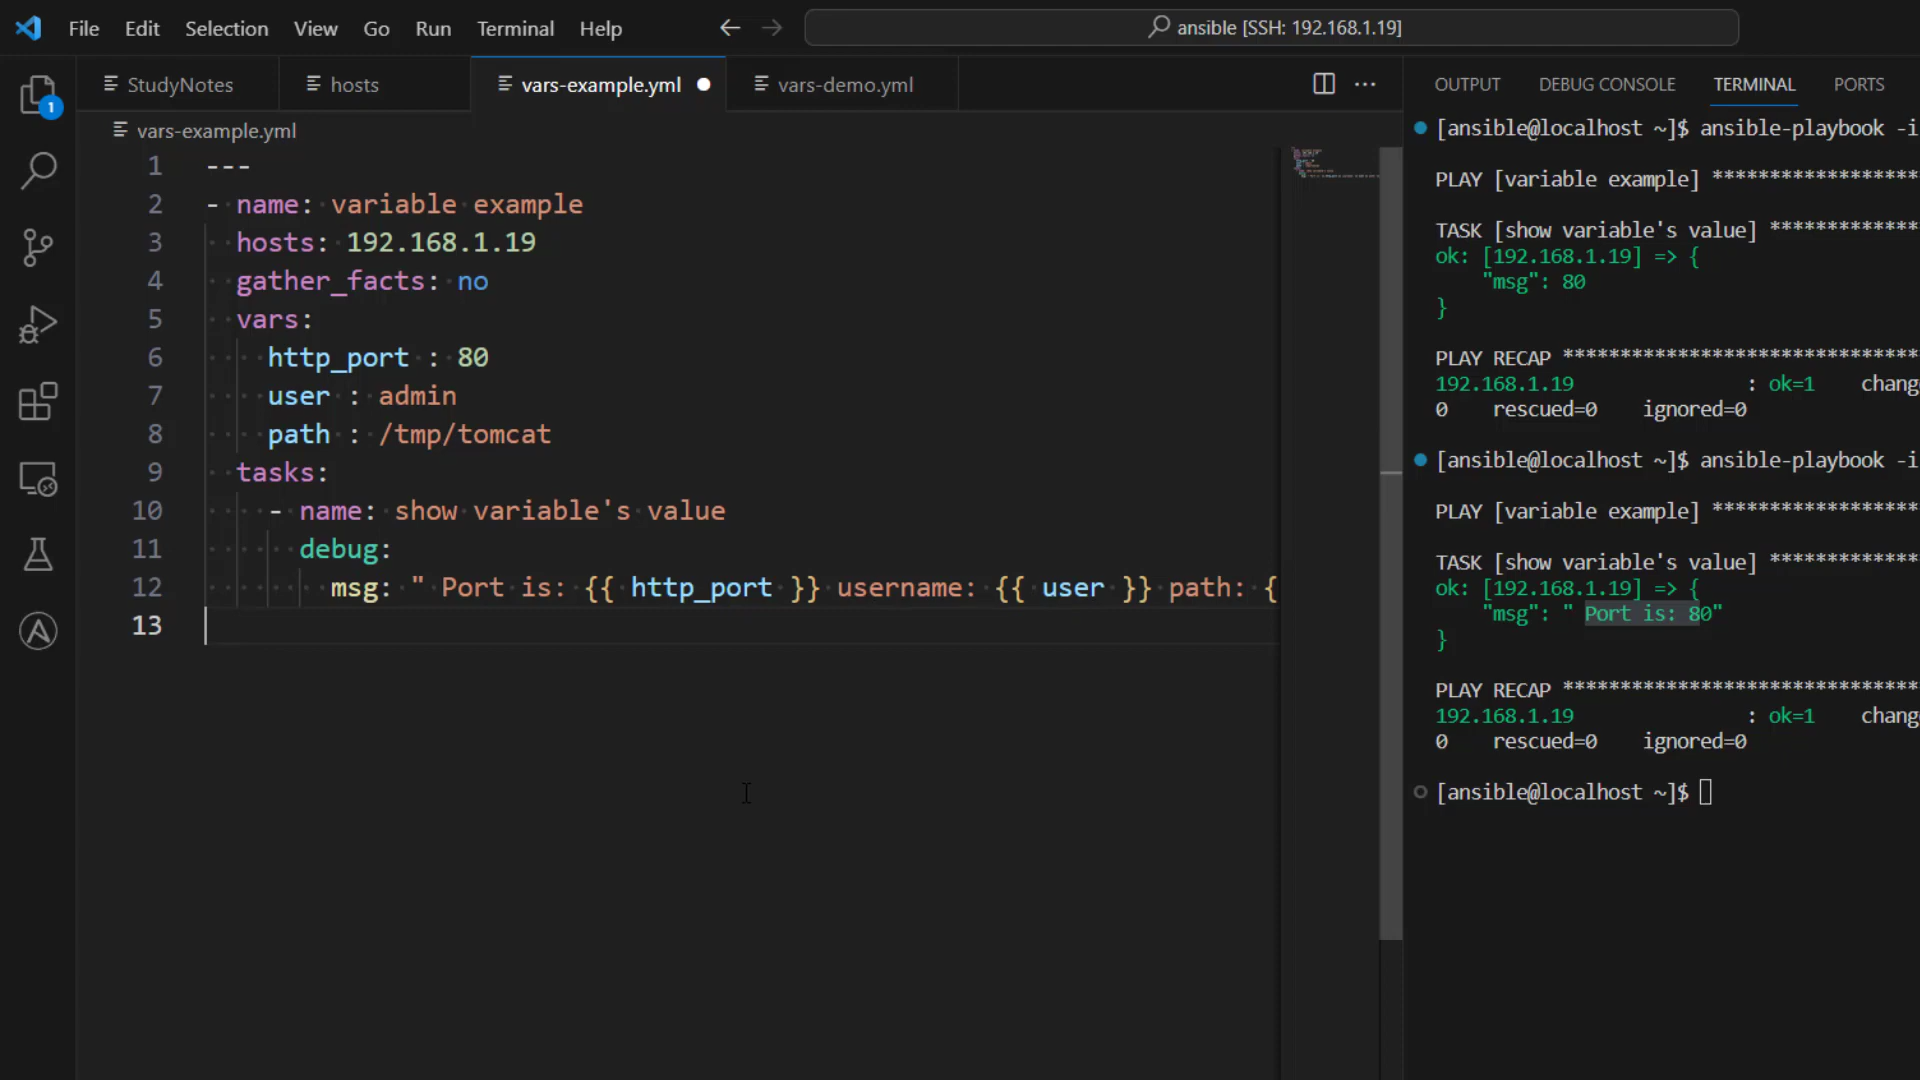 File Edit Selection View Go Run Terminal Help
ansible [SSH: 192.168.1.19]
1
StudyNotes
hosts
vars-example.yml
vars-demo.yml
vars-example.yml
1 ---
2 - name: variable example
3 hosts: 192.168.1.19
4 gather_facts: no
5 vars:
6 http_port : 80
7 user : admin
8 path : /tmp/tomcat
9 tasks:
10 - name: show variable's value
11 debug:
12 msg: " Port is: {{ http_port }} username: {{ user }} path: {
13
OUTPUT DEBUG CONSOLE TERMINAL PORTS
[ansible@localhost ~]$ ansible-playbook -i
PLAY [variable example] ******************
TASK [show variable's value] *************
ok: [192.168.1.19] => {
"msg": 80
}
PLAY RECAP *******************************
192.168.1.19 : ok=1 chang
0 rescued=0 ignored=0
[ansible@localhost ~]$ ansible-playbook -i
PLAY [variable example] ******************
TASK [show variable's value] *************
ok: [192.168.1.19] => {
"msg": " Port is: 80"
}
PLAY RECAP *******************************
192.168.1.19 : ok=1 chang
0 rescued=0 ignored=0
[ansible@localhost ~]$